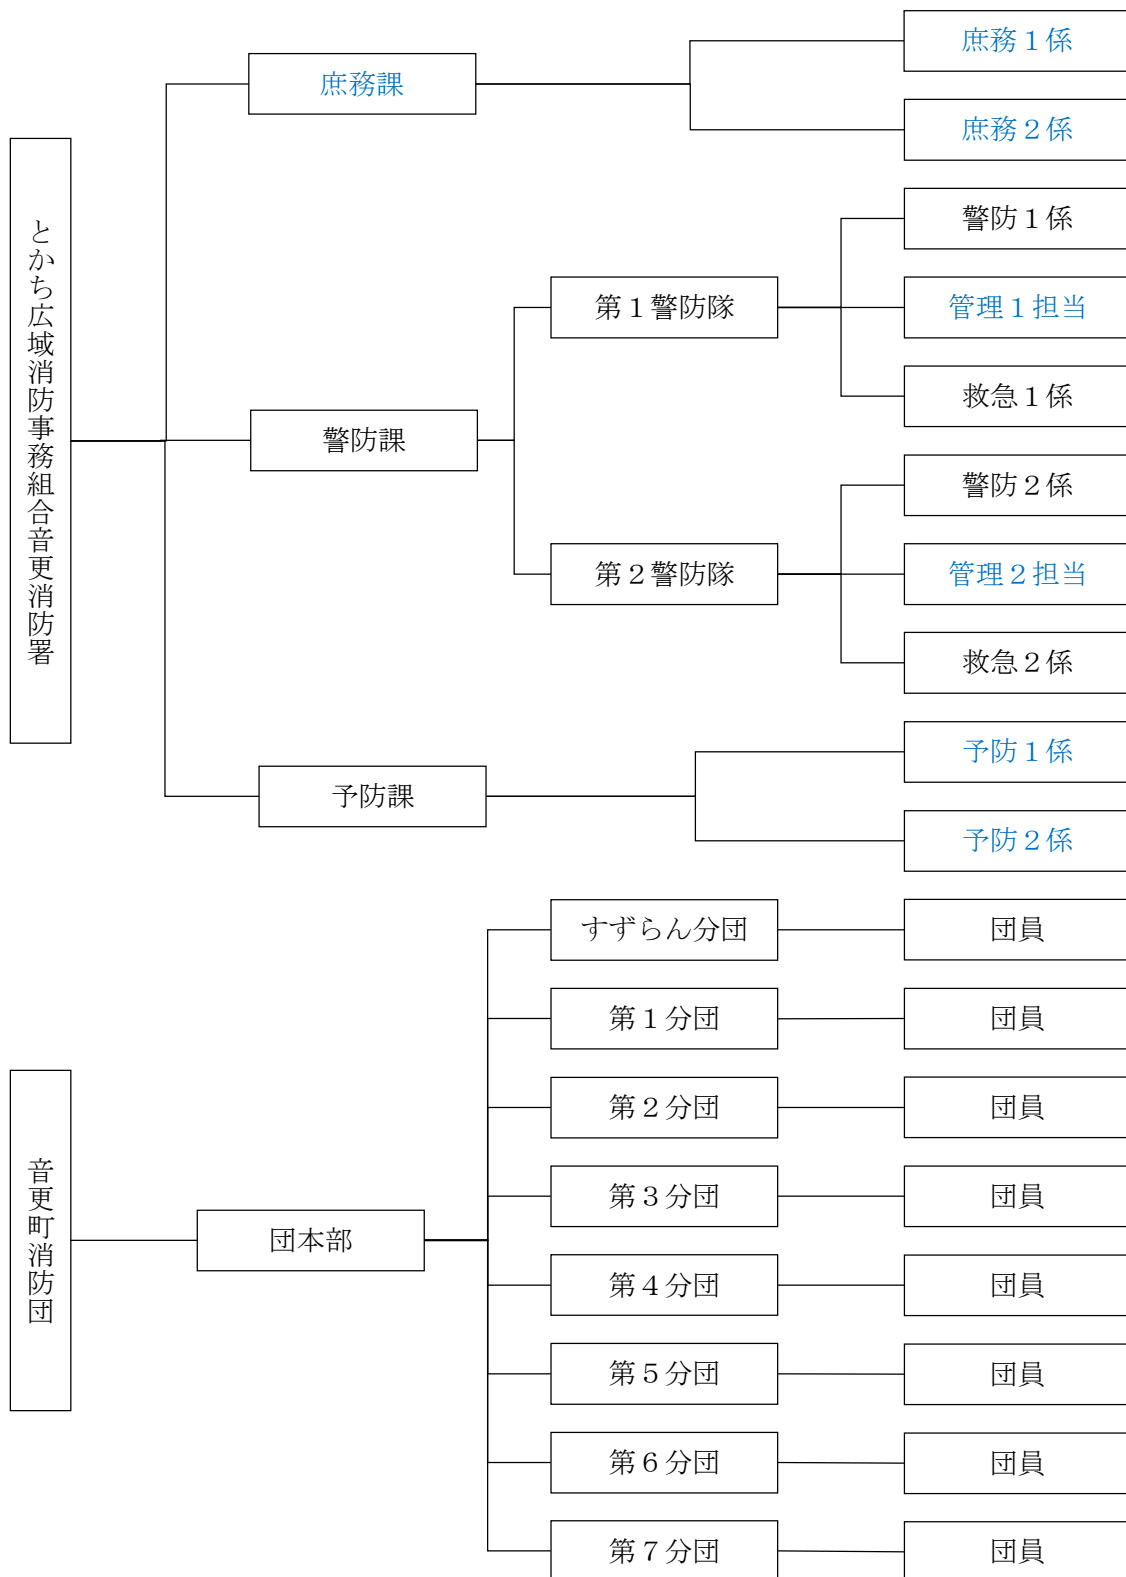 とかち広域消防事務組合音更消防署
庶務課
庶務１係
庶務２係
警防課
第１警防隊
警防１係
管理１担当
救急１係
第２警防隊
警防２係
管理２担当
救急２係
予防課
予防１係
予防２係
音更町消防団
団本部
すずらん分団
団員
第１分団
団員
第２分団
団員
第３分団
団員
第４分団
団員
第５分団
団員
第６分団
団員
第７分団
団員